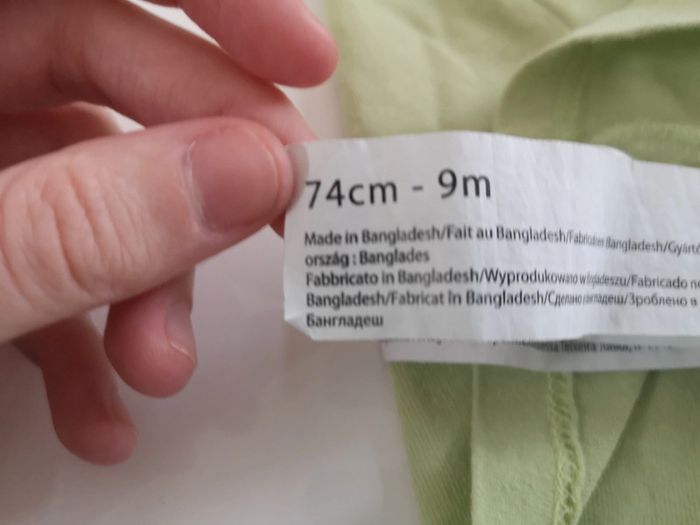 74cm - 9m
Made in Bangladesh/Fait au Bangladesh/Fabricado en Bangladesh/Gyártó
ország : Banglades
Fabbricato in Bangladesh/Wyprodukowano w Bangladeszu/Fabricado no
Bangladesh/Fabricat în Bangladesh/Сделано в Бангладеш/Зроблено в
Бангладеш